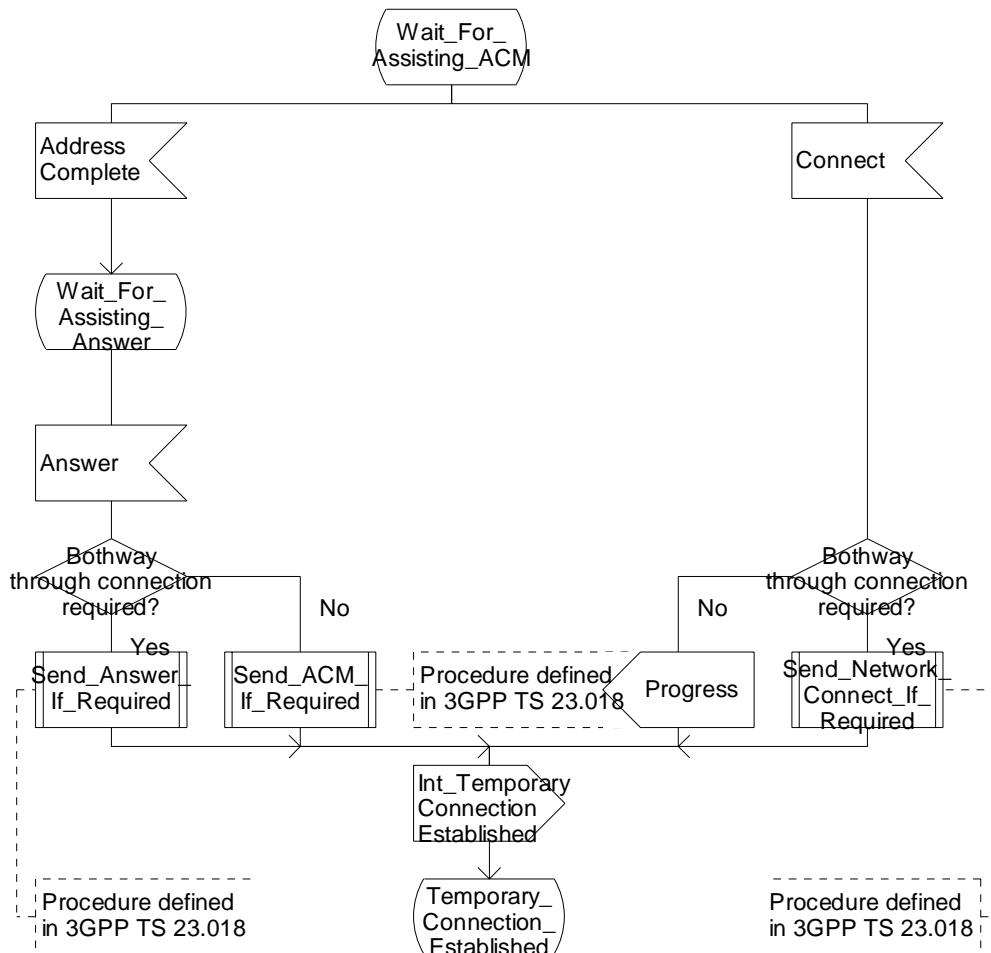 Wait_For_
Assisting_ACM
Address
Complete
Connect
Wait_For_
Assisting_
Answer
Answer
Bothway
through connection
required?
Bothway
through connection
required?
No
No
Yes
Yes
Send_Answer_
If_Required
Send_ACM_
If_Required
Procedure defined
in 3GPP TS 23.018
Progress
Send_Network_
Connect_If_
Required
Int_Temporary
Connection
Established
Procedure defined
in 3GPP TS 23.018
Temporary_
Connection_
Established
Procedure defined
in 3GPP TS 23.018